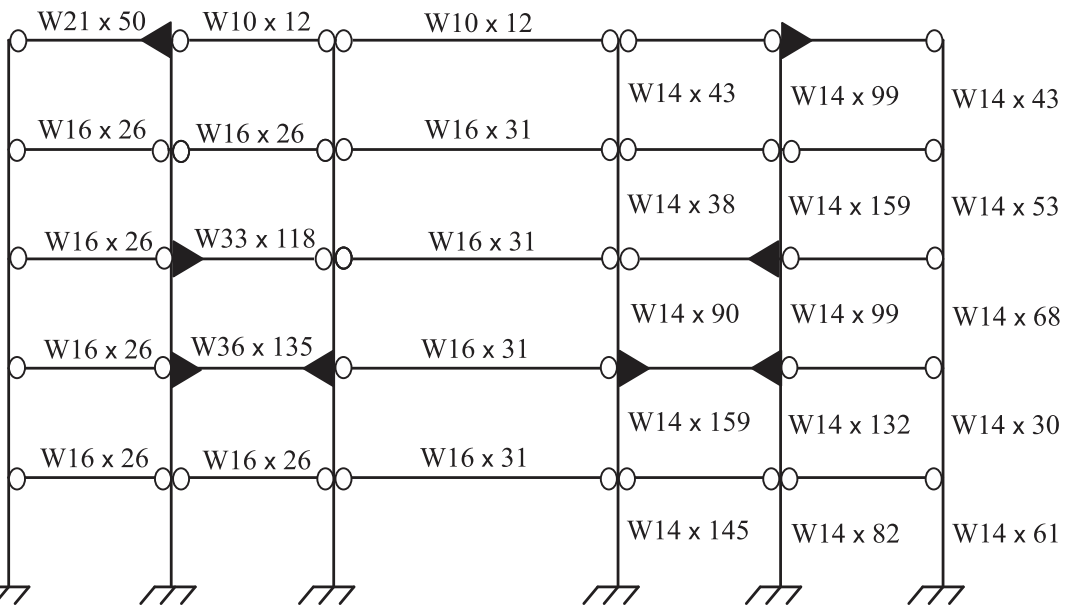 W21 x 50 W10 x 12 W10 x 12
W14 x 43 W14 x 99 W14 x 43
W16 x 26 W16 x 26 W16 x 31
W14 x 38 W14 x 159 W14 x 53
W16 x 26 W33 x 118 W16 x 31
W14 x 90 W14 x 99 W14 x 68
W16 x 26 W36 x 135 W16 x 31
W14 x 159 W14 x 132 W14 x 30
W16 x 26 W16 x 26 W16 x 31
W14 x 145 W14 x 82 W14 x 61